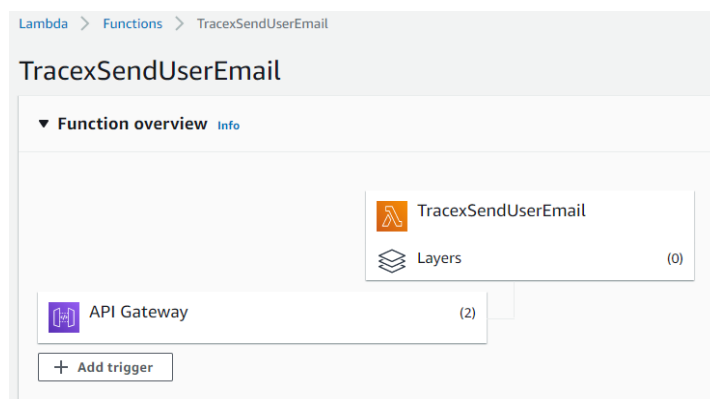 Lambda > Functions > TracexSendUserEmail
TracexSendUserEmail
Function overview Info
TracexSendUserEmail
Layers (0)
API Gateway (2)
+ Add trigger